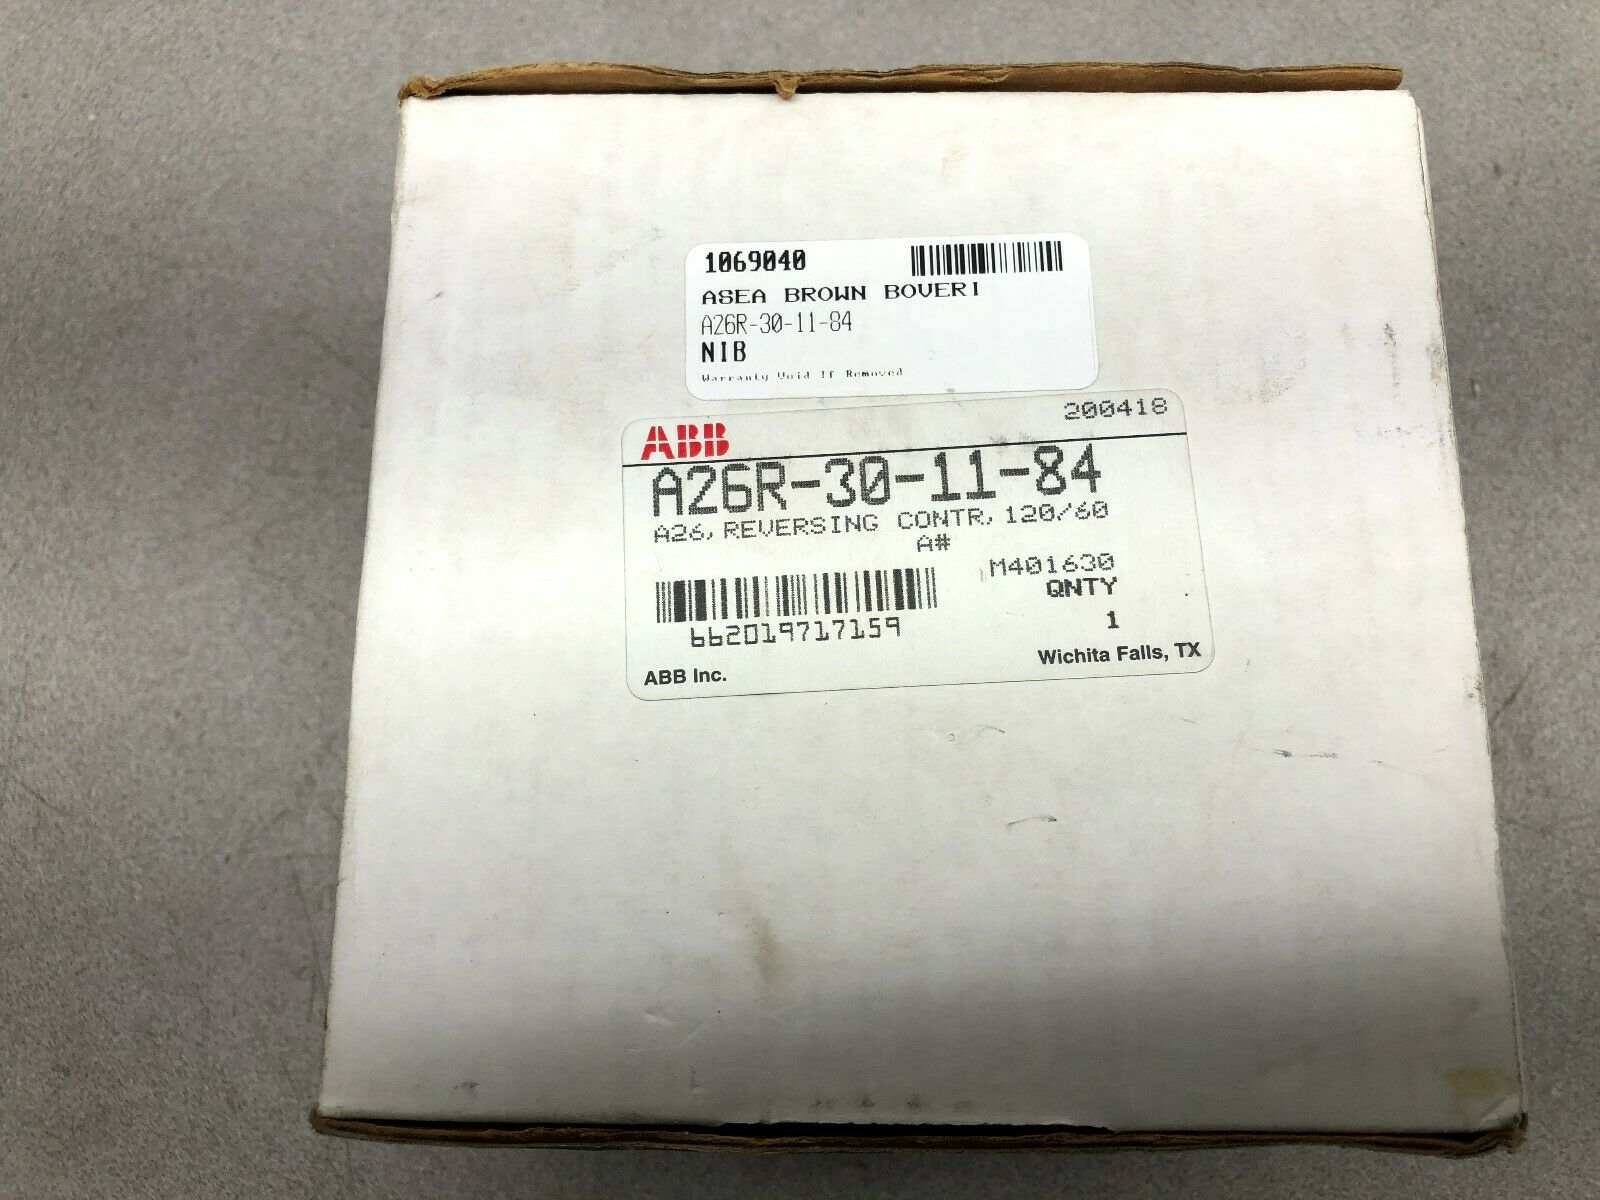 1069040
ASEA BROWN BOVERI
A26R-30-11-84
NIB
Warranty Void If Removed
200418
ABB
A26R-30-11-84
A26, REVERSING CONTR, 120/60
A#
M401630
QNTY
1
662019717159
ABB Inc.
Wichita Falls, TX